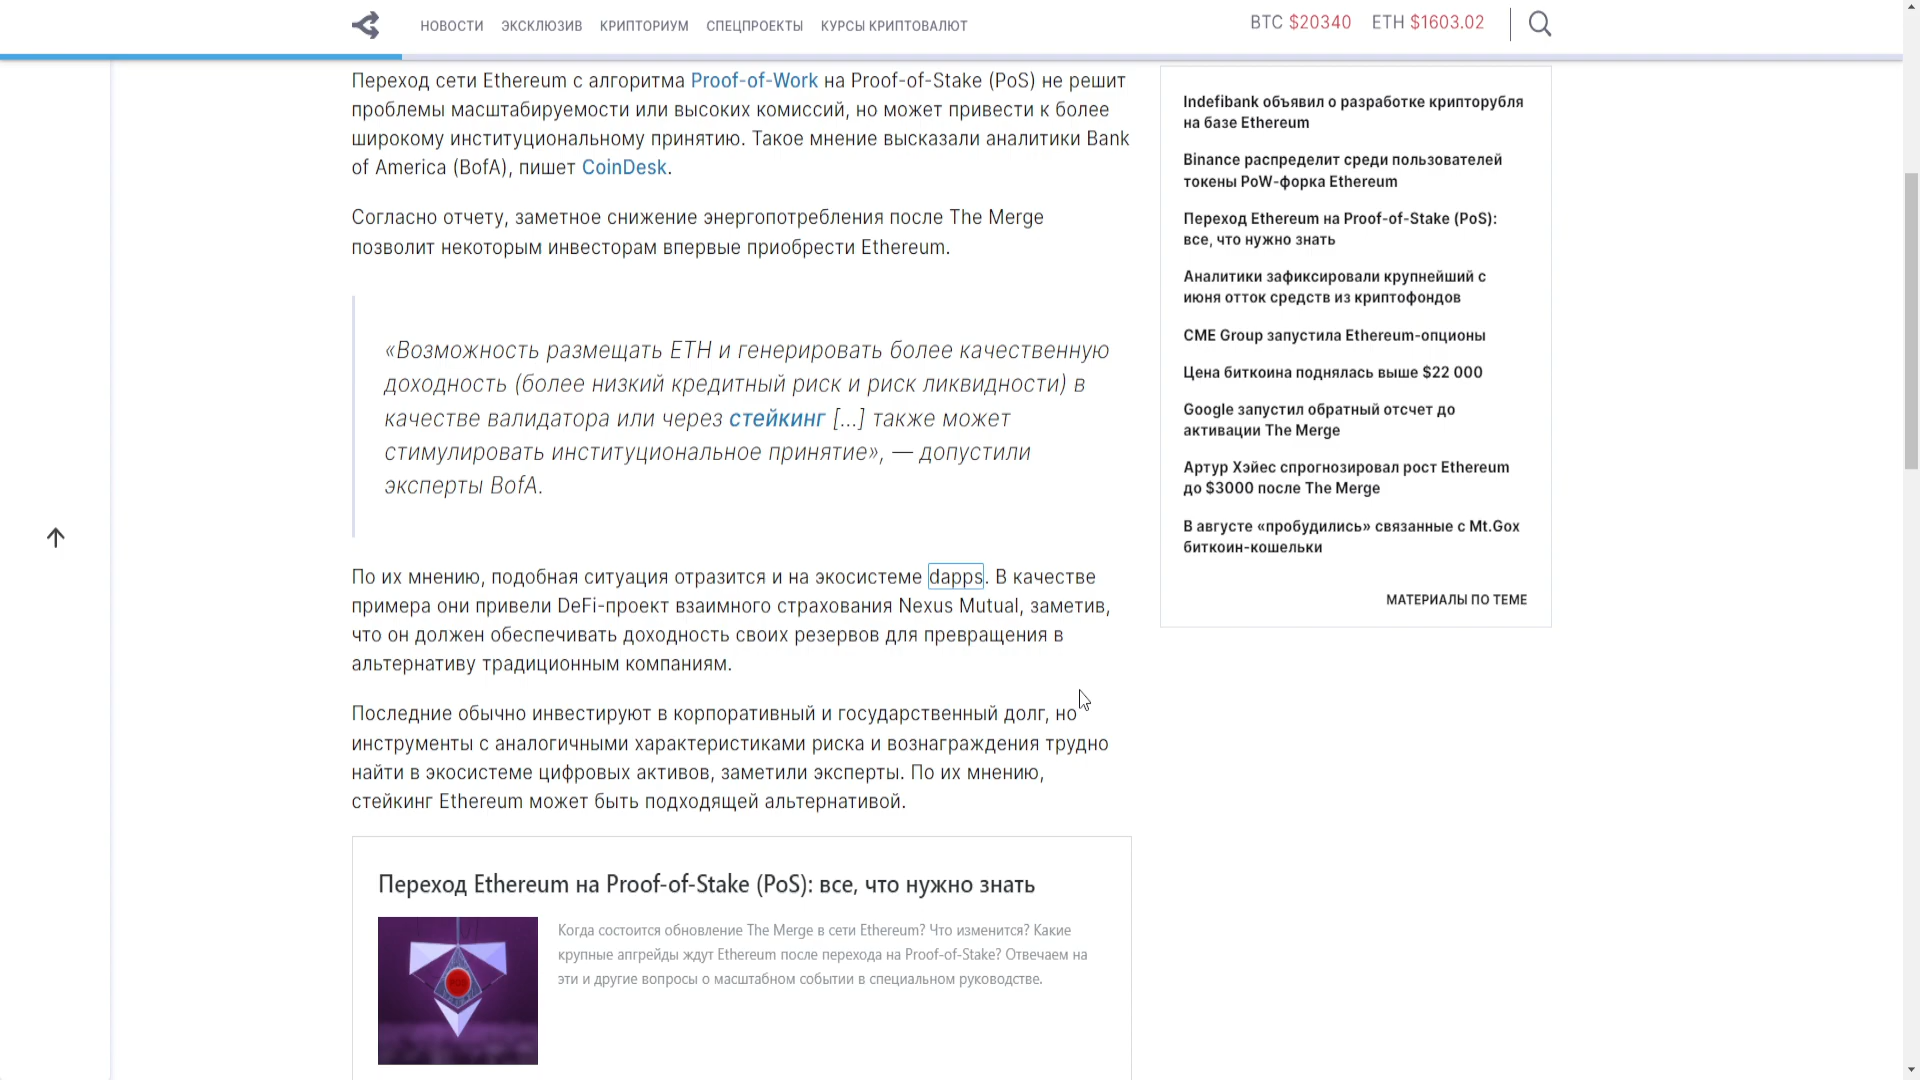 НОВОСТИ ЭКСКЛЮЗИВ КРИПТОРИУМ СПЕЦПРОЕКТЫ КУРСЫ КРИПТОВАЛЮТ
BTC $20340 ETH $1603.02
Переход сети Ethereum с алгоритма Proof-of-Work на Proof-of-Stake (PoS) не решит
проблемы масштабируемости или высоких комиссий, но может привести к более
широкому институциональному принятию. Такое мнение высказали аналитики Bank
of America (BofA), пишет CoinDesk.
Согласно отчету, заметное снижение энергопотребления после The Merge
позволит некоторым инвесторам впервые приобрести Ethereum.
«Возможность размещать ETH и генерировать более качественную
доходность (более низкий кредитный риск и риск ликвидности) в
качестве валидатора или через стейкинг [...] также может
стимулировать институциональное принятие», — допустили
эксперты BofA.
По их мнению, подобная ситуация отразится и на экосистеме dapps. В качестве
примера они привели DeFi-проект взаимного страхования Nexus Mutual, заметив,
что он должен обеспечивать доходность своих резервов для превращения в
альтернативу традиционным компаниям.
Последние обычно инвестируют в корпоративный и государственный долг, но
инструменты с аналогичными характеристиками риска и вознаграждения трудно
найти в экосистеме цифровых активов, заметили эксперты. По их мнению,
стейкинг Ethereum может быть подходящей альтернативой.
Переход Ethereum на Proof-of-Stake (PoS): все, что нужно знать
Когда состоится обновление The Merge в сети Ethereum? Что изменится? Какие
крупные апгрейды ждут Ethereum после перехода на Proof-of-Stake? Отвечаем на
эти и другие вопросы о масштабном событии в специальном руководстве.
Indefibank объявил о разработке крипторубля
на базе Ethereum
Binance распределит среди пользователей
токены PoW-форка Ethereum
Переход Ethereum на Proof-of-Stake (PoS):
все, что нужно знать
Аналитики зафиксировали крупнейший с
июня отток средств из криптофондов
CME Group запустила Ethereum-опционы
Цена биткоина поднялась выше $22 000
Google запустил обратный отсчет до
активации The Merge
Артур Хэйес спрогнозировал рост Ethereum
до $3000 после The Merge
В августе «пробудились» связанные с Mt.Gox
биткоин-кошельки
МАТЕРИАЛЫ ПО ТЕМЕ